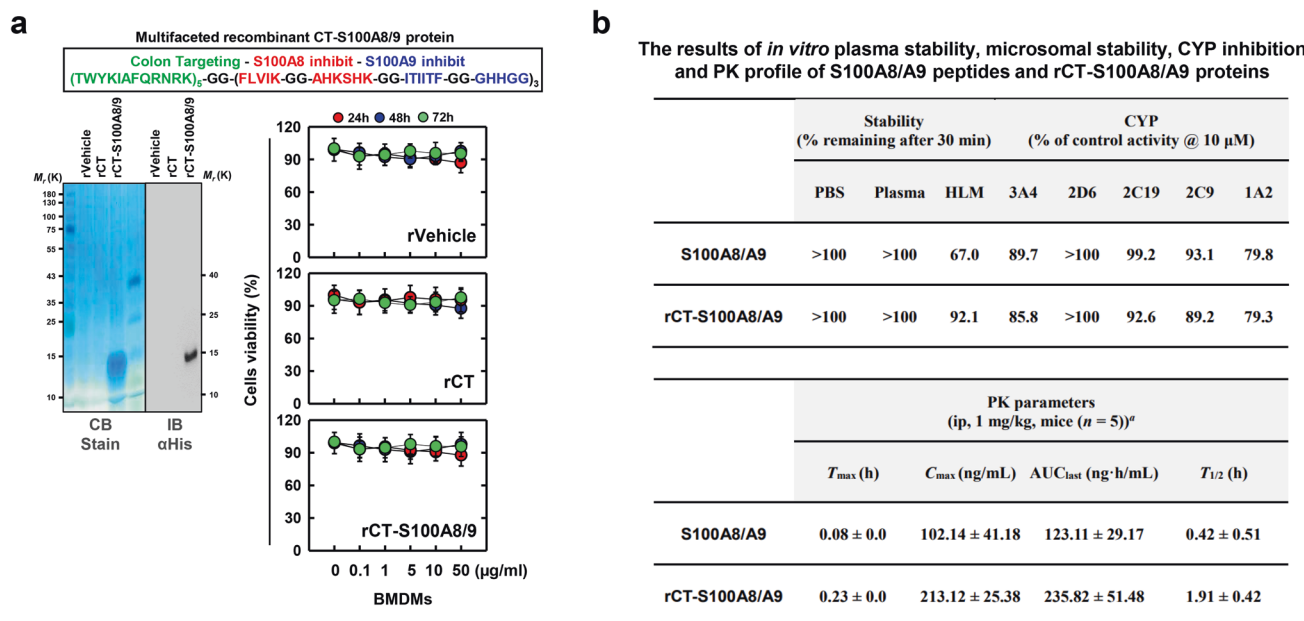 a
Multifaceted recombinant CT-S100A8/9 protein
Colon Targeting - S100A8 inhibit - S100A9 inhibit
(TWYKIAFQRNRK)5-GG-(FLVIK-GG-AHKSHK-GG-ITIITF-GG-GHHGG)3
rVehicle
rCT
rCT-S100A8/9
rVehicle
rCT
rCT-S100A8/9
Mr (K)
180
130
100
75
55
43
35
25
15
10
Mr (K)
40
25
15
10
CB
Stain
IB
αHis
24h 48h 72h
Cells viability (%)
120
90
60
30
0
rVehicle
120
90
60
30
0
rCT
120
90
60
30
0
rCT-S100A8/9
0 0.1 1 5 10 50 (μg/ml)
BMDMs
b
The results of in vitro plasma stability, microsomal stability, CYP inhibition
and PK profile of S100A8/A9 peptides and rCT-S100A8/A9 proteins
Stability
(% remaining after 30 min)
CYP
(% of control activity @ 10 μM)
PBS Plasma HLM 3A4 2D6 2C19 2C9 1A2
S100A8/A9 >100 >100 67.0 89.7 >100 99.2 93.1 79.8
rCT-S100A8/A9 >100 >100 92.1 85.8 >100 92.6 89.2 79.3
PK parameters
(ip, 1 mg/kg, mice (n = 5))a
Tmax (h) Cmax (ng/mL) AUClast (ng·h/mL) T1/2 (h)
S100A8/A9 0.08 ± 0.0 102.14 ± 41.18 123.11 ± 29.17 0.42 ± 0.51
rCT-S100A8/A9 0.23 ± 0.0 213.12 ± 25.38 235.82 ± 51.48 1.91 ± 0.42